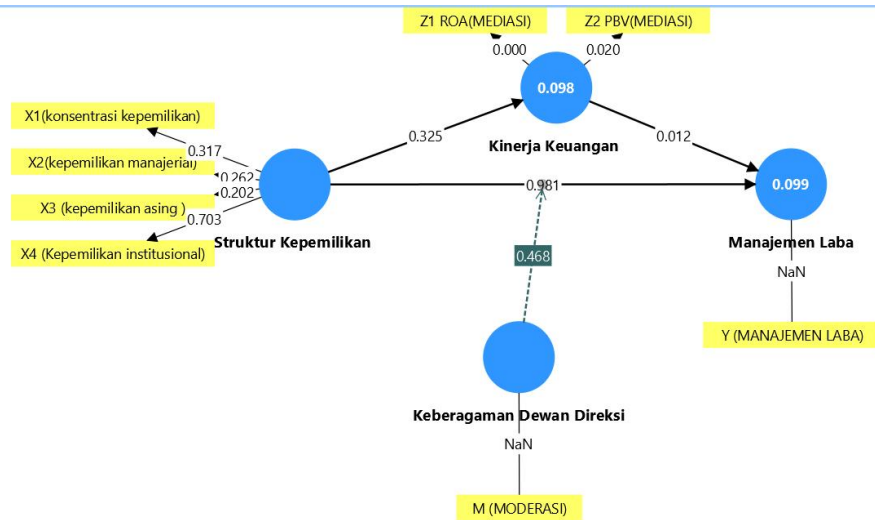 Z1 ROA(MEDIASI)
Z2 PBV(MEDIASI)
0.000
0.020
0.098
Kinerja Keuangan
X1(konsentrasi kepemilikan)
0.317
X2(kepemilikan manajerial)
0.262
0.202
X3 (kepemilikan asing )
0.703
X4 (Kepemilikan institusional)
Struktur Kepemilikan
0.325
0.012
0.981
0.099
Manajemen Laba
NaN
Y (MANAJEMEN LABA)
0.468
Keberagaman Dewan Direksi
NaN
M (MODERASI)